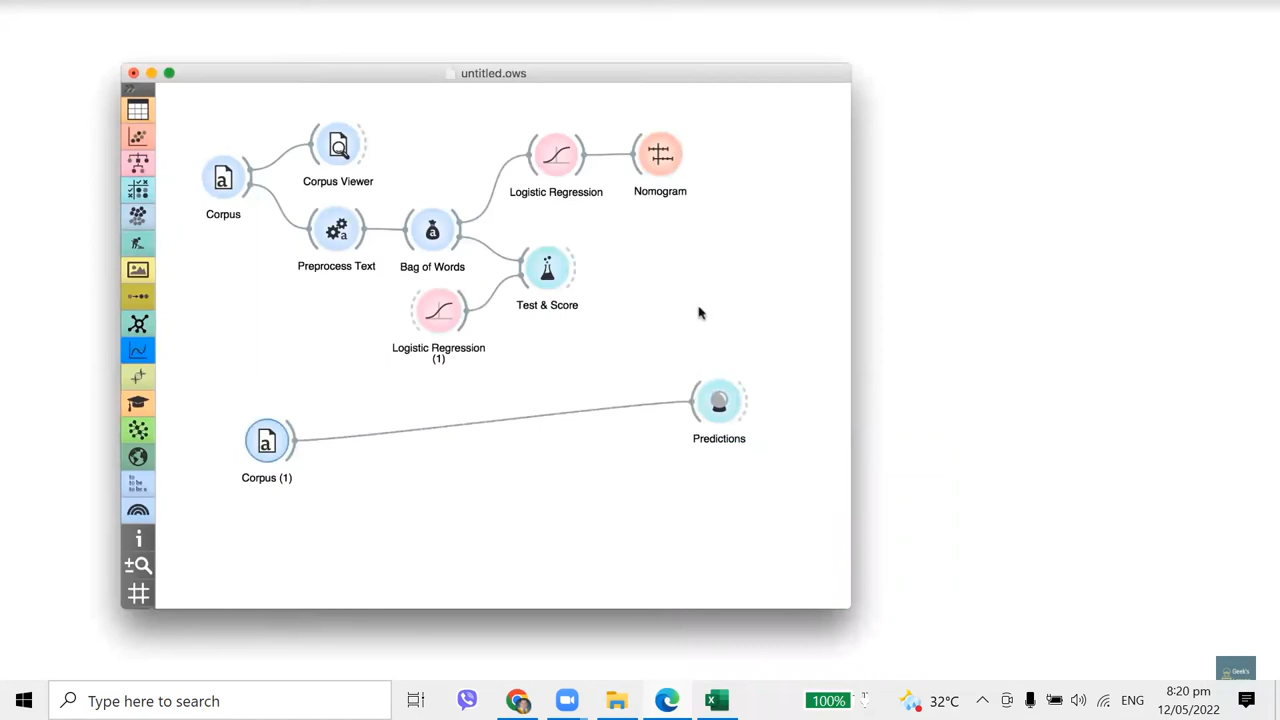 untitled.ows
Corpus Viewer
Logistic Regression
Nomogram
Corpus
Preprocess Text
Bag of Words
Test & Score
Logistic Regression
(1)
Predictions
Corpus (1)
Geek's
Type here to search
100%
32°C
ENG
8:20 pm
12/05/2022